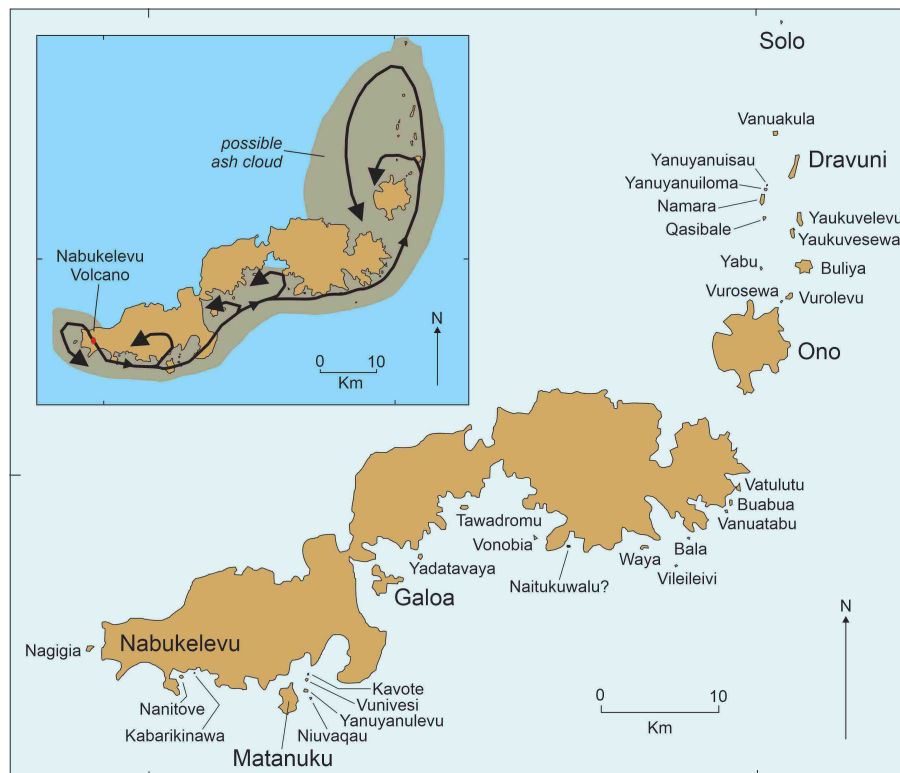 Solo
Vanuakula
Dravuni
Yanuyanuisau
Yanuyanuiloma
Namara
Qasibale
Yaukuvelevu
Yaukuvesewa
Yabu
Buliya
Vurosewa
Vurolevu
Ono
possible
ash cloud
Nabukelevu
Volcano
N
0 10
Km
Vatulutu
Buabua
Vanuatabu
Tawadromu
Vonobia
Bala
Waya
Vileileivi
Naitukuwalu?
Yadatavaya
Galoa
N
Nabukelevu
Nagigia
Kavote
Vunivesi
Yanuyanulevu
Niuvaqau
Nanitove
Kabarikinawa
Matanuku
0 10
Km